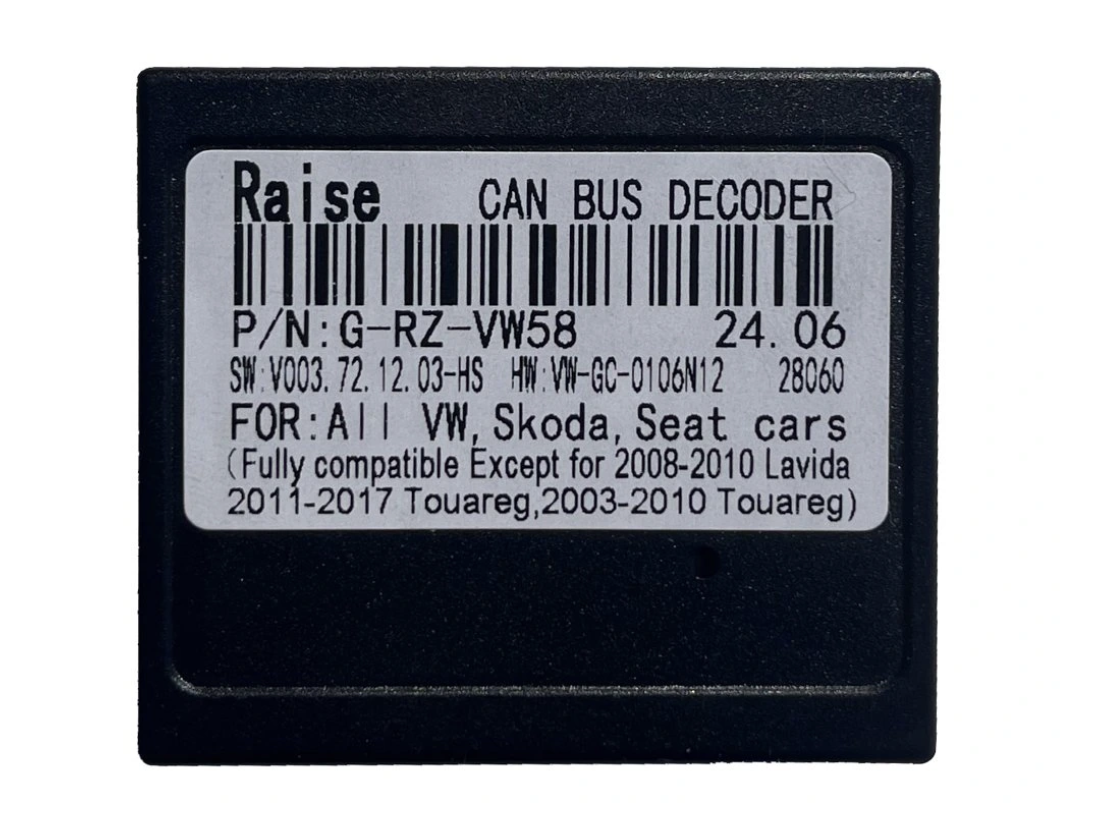 Raise CAN BUS DECODER
P/N:G-RZ-VW58 24.06
SW:V003.72.12.03-HS HW:VW-GC-0106N12 28060
FOR:All VW,Skoda,Seat cars
(Fully compatible Except for 2008-2010 Lavida
2011-2017 Touareg,2003-2010 Touareg)